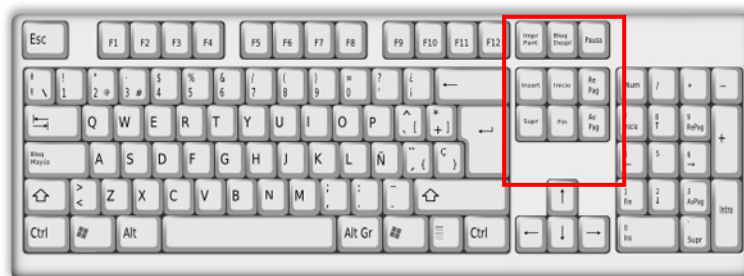 Esc F1 F2 F3 F4 F5 F6 F7 F8 F9 F10 F11 F12 Impr Pant Bloq Despl Pausa
\ ! 1 " 2 @ · 3 # $ 4 % 5 & 6 / 7 ( 8 ) 9 = 0 ? ' ¿ ¡ ← Insert Inicio Re Pag Num / * −
Q W E R T Y U I O P ^ ` [ * + ] Supr Fin Av Pag 7 Inicio 8 ↑ 9 RePag +
Bloq Mayús A S D F G H J K L Ñ ¨ ´ { Ç } ← 5 6 →
> < Z X C V B N M ; , : . _ - ↑ 1 Fin 2 ↓ 3 AvPag Intro
Ctrl Alt Alt Gr Ctrl ← ↓ → 0 Ins . Supr